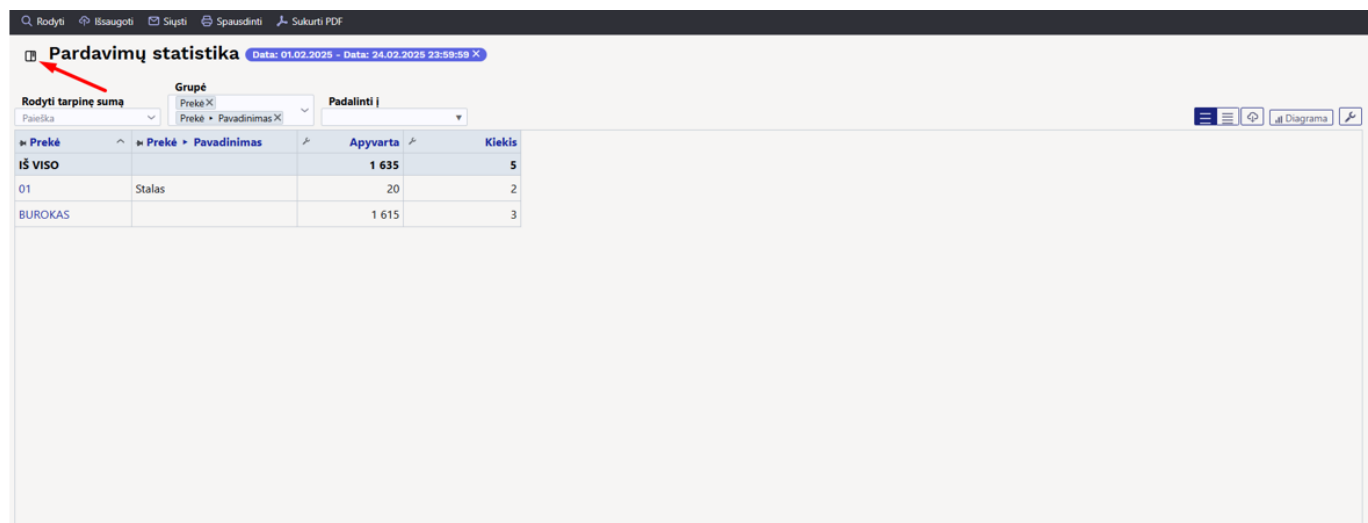 Rodyti Išsaugoti Siųsti Spausdinti Sukurti PDF
Pardavimų statistika Data: 01.02.2025 - Data: 24.02.2025 23:59:59 ×
Rodyti tarpinę sumą Grupė Padalinti į
Paieška Prekė × Prekė ‣ Pavadinimas × Diagrama
Prekė Prekė ‣ Pavadinimas Apyvarta Kiekis
IŠ VISO 1 635 5
01 Stalas 20 2
BUROKAS 1 615 3